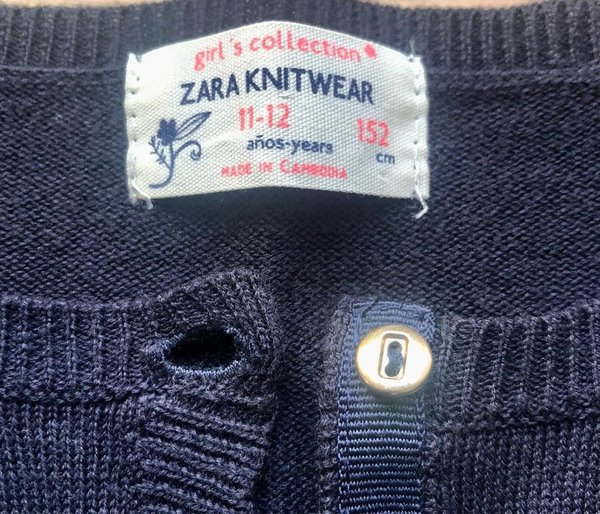 girl's collection
ZARA KNITWEAR
11-12 152
años-years cm
MADE IN CAMBODIA